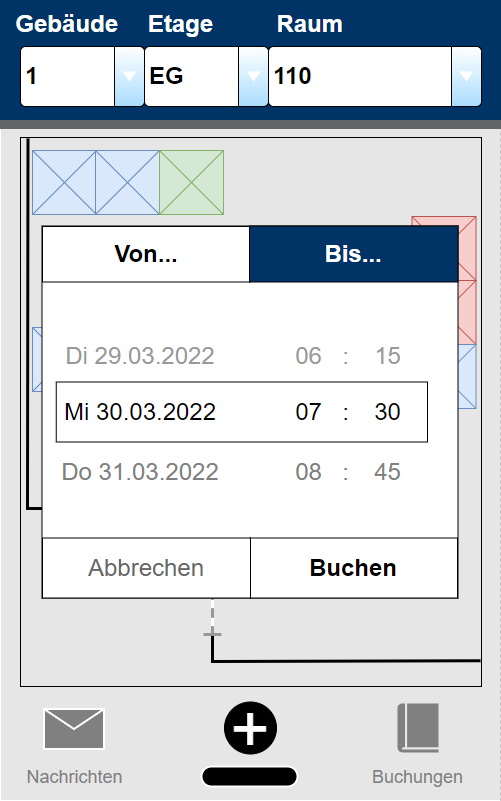 Gebäude Etage Raum
1 EG 110
Von... Bis...
Di 29.03.2022 06 : 15
Mi 30.03.2022 07 : 30
Do 31.03.2022 08 : 45
Abbrechen Buchen
Nachrichten Buchungen